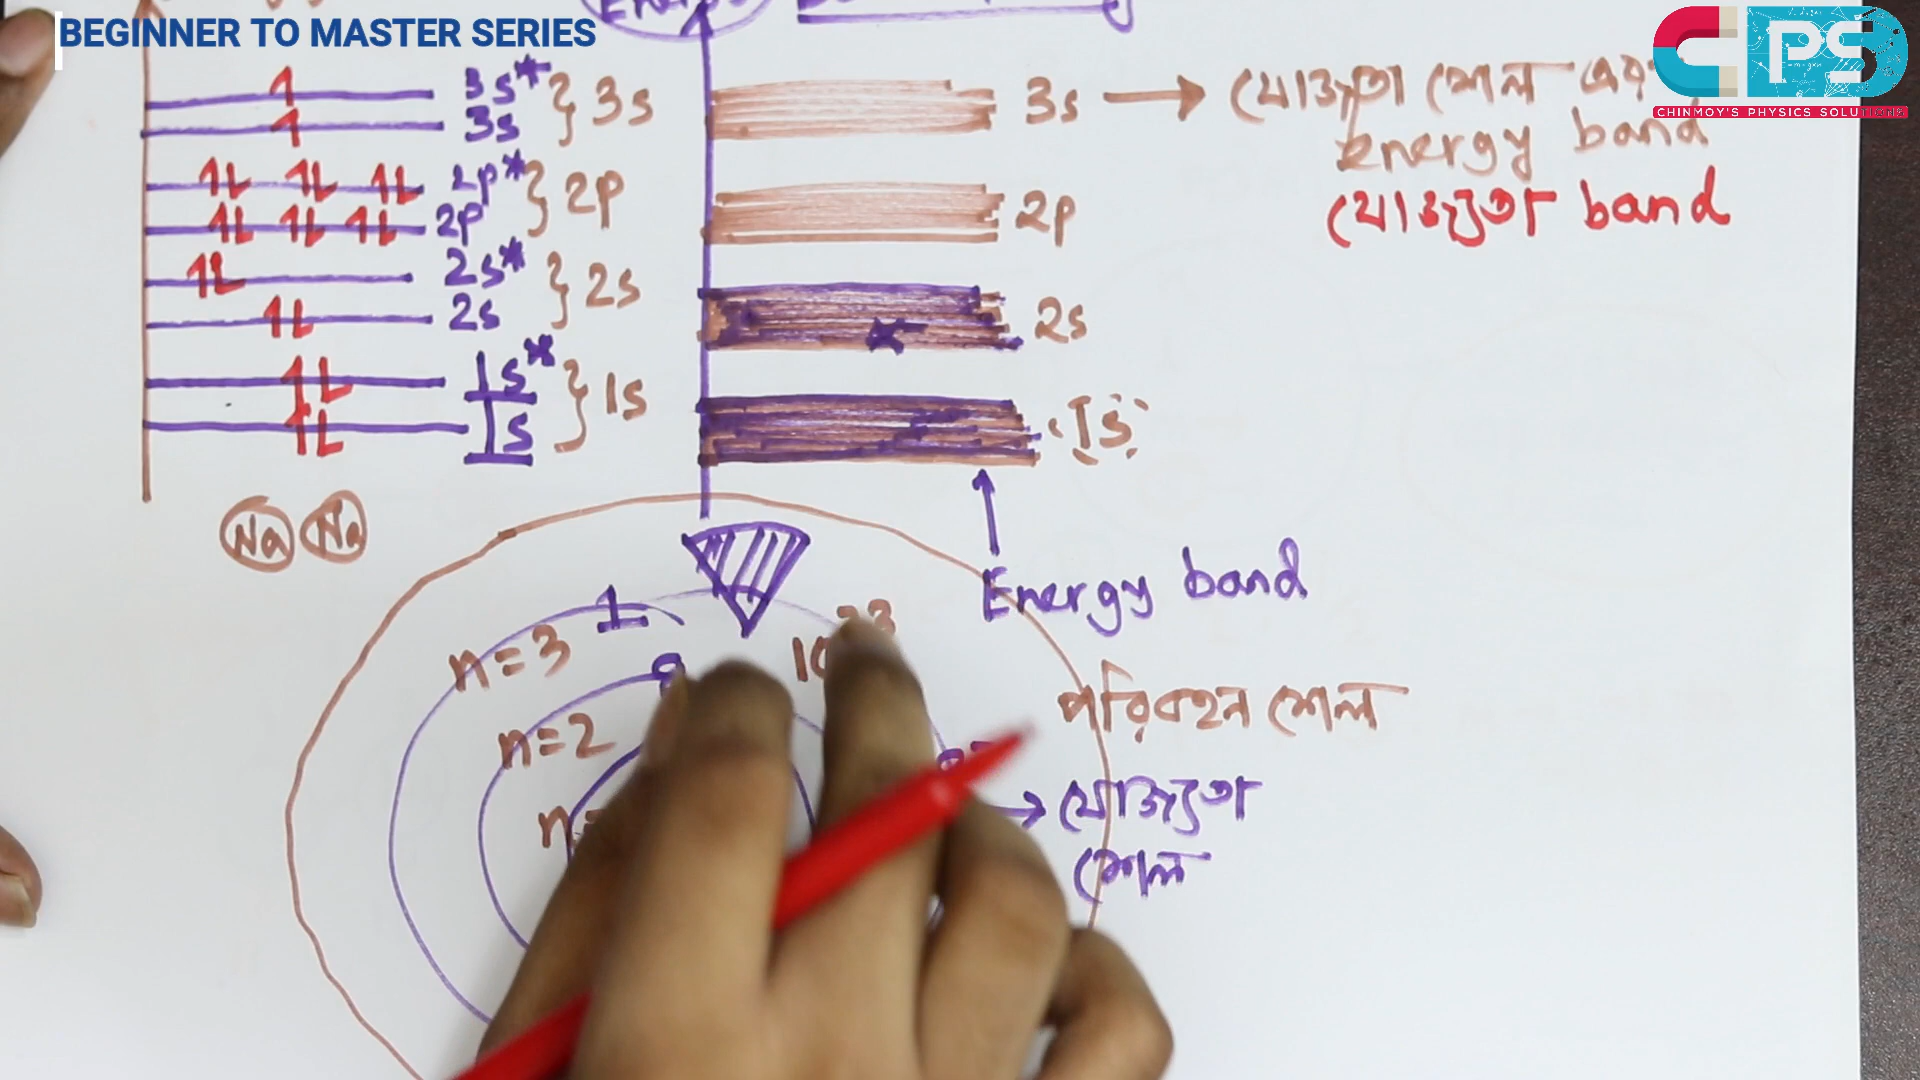 BEGINNER TO MASTER SERIES
CPS
CHINMOY'S PHYSICS SOLUTIONS
3s*
3s
3s
2p*
2p
2p
2s*
2s
2s
1s*
1s
1s
Na Na
3s → যোজ্যতা শেল এর
energy band
যোজ্যতা band
2p
2s
1s
Energy band
1
n=3
8
n=2
পরিবহন শেল
যোজ্যতা
শেল